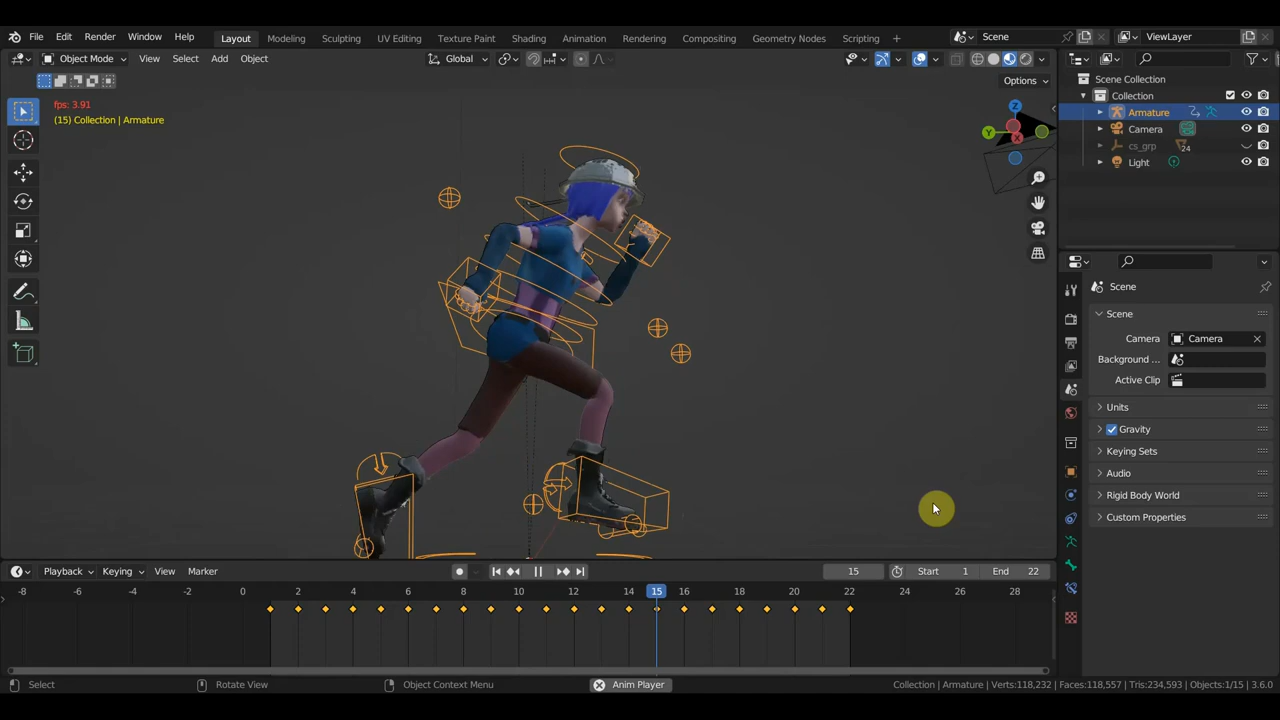 File Edit Render Window Help Layout Modeling Sculpting UV Editing Texture Paint Shading Animation Rendering Compositing Geometry Nodes Scripting + Scene ViewLayer
Object Mode View Select Add Object Global
Options
fps: 3.91
(15) Collection | Armature
Z
Y
X
Scene Collection
Collection
Armature
Camera
cs_grp 24
Light
Scene
Scene
Camera Camera
Background ...
Active Clip
Units
Gravity
Keying Sets
Audio
Rigid Body World
Custom Properties
Playback Keying View Marker 15 Start 1 End 22
-8 -6 -4 -2 0 2 4 6 8 10 12 14 15 16 18 20 22 24 26 28
Select Rotate View Object Context Menu Anim Player Collection | Armature | Verts:118,232 | Faces:118,557 | Tris:234,593 | Objects:1/15 | 3.6.0